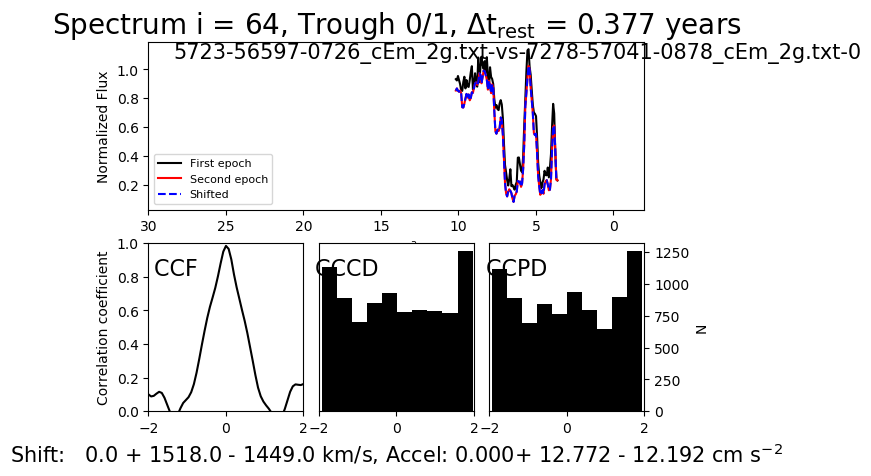 Spectrum i = 64, Trough 0/1, Δt_rest = 0.377 years
5723-56597-0726_cEm_2g.txt-vs-7278-57041-0878_cEm_2g.txt-0
Normalized Flux
1.0
0.8
0.6
0.4
0.2
First epoch
Second epoch
Shifted
30 25 20 15 10 5 0
Correlation coefficient
1.0
0.8
0.6
0.4
0.2
0.0
CCF
CCCD
CCPD
1250
1000
750
500
250
0
N
−2 0 2
−2 0 2
−2 0 2
Shift: 0.0 + 1518.0 - 1449.0 km/s, Accel: 0.000+ 12.772 - 12.192 cm s⁻²